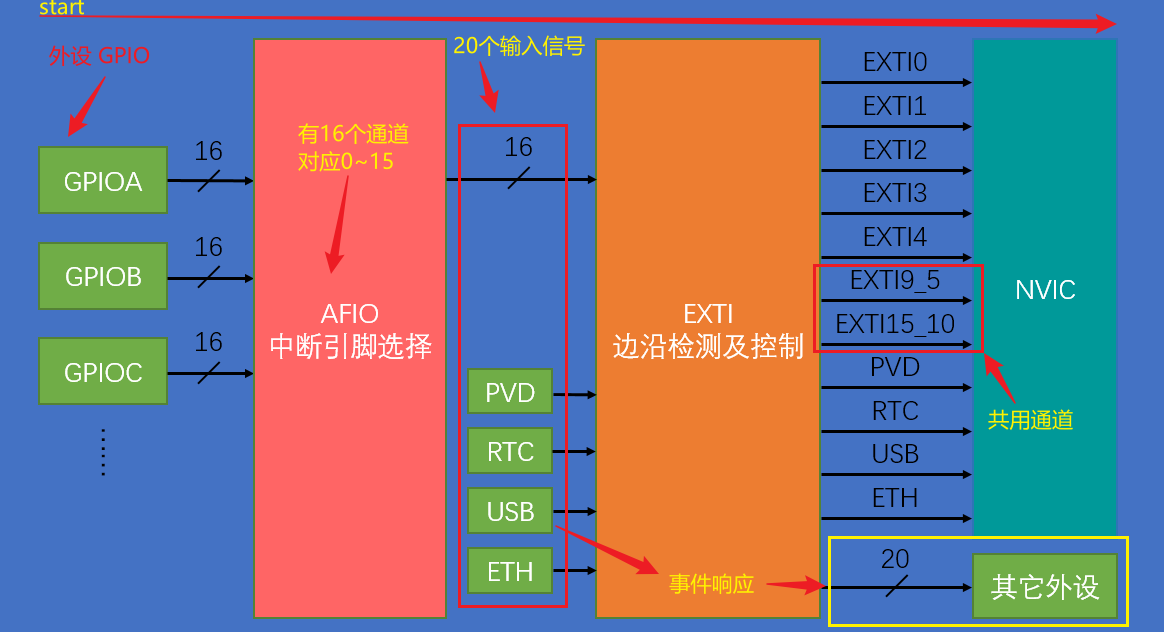 start
外设 GPIO
20个输入信号
有16个通道
对应0~15
GPIOA
16
GPIOB
16
GPIOC
16
AFIO
中断引脚选择
16
PVD
RTC
USB
ETH
EXTI
边沿检测及控制
事件响应
EXTI0
EXTI1
EXTI2
EXTI3
EXTI4
EXTI9_5
EXTI15_10
PVD
RTC
USB
ETH
20
NVIC
共用通道
其它外设